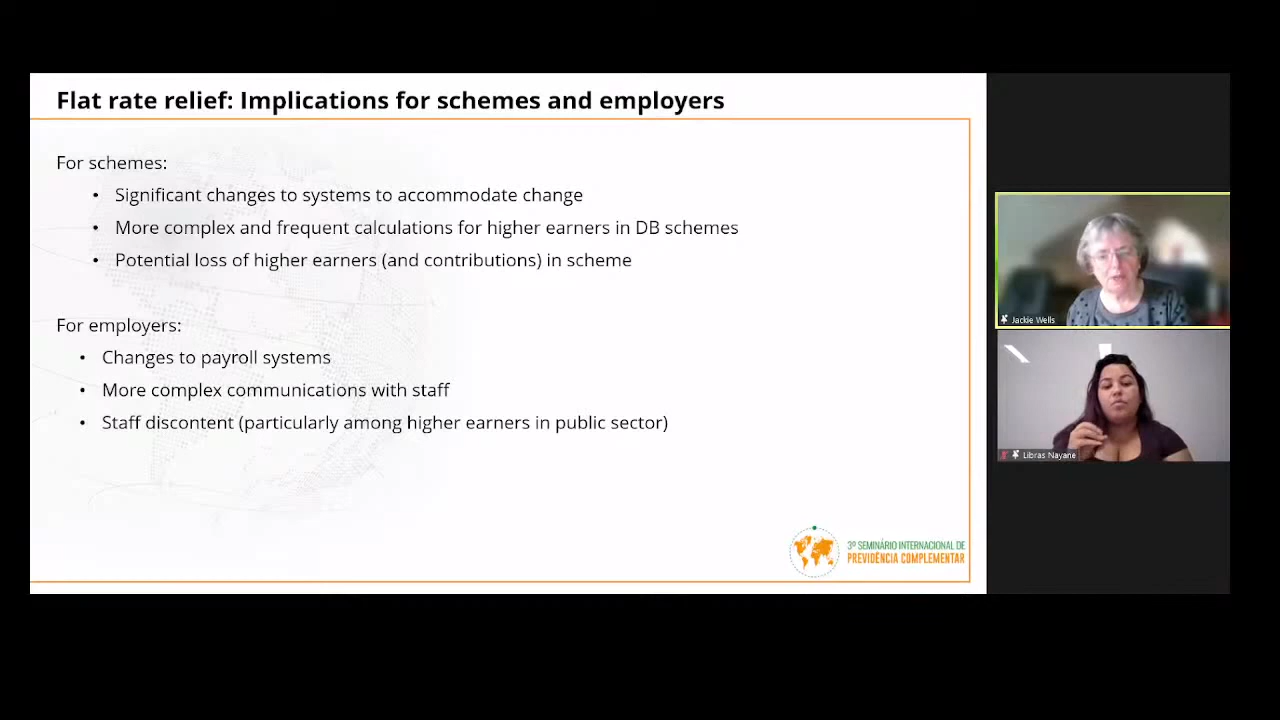 Flat rate relief: Implications for schemes and employers
For schemes:
• Significant changes to systems to accommodate change
• More complex and frequent calculations for higher earners in DB schemes
• Potential loss of higher earners (and contributions) in scheme
For employers:
• Changes to payroll systems
• More complex communications with staff
• Staff discontent (particularly among higher earners in public sector)
3º SEMINÁRIO INTERNACIONAL DE
PREVIDÊNCIA COMPLEMENTAR
Jackie Wells
Libras Nayane